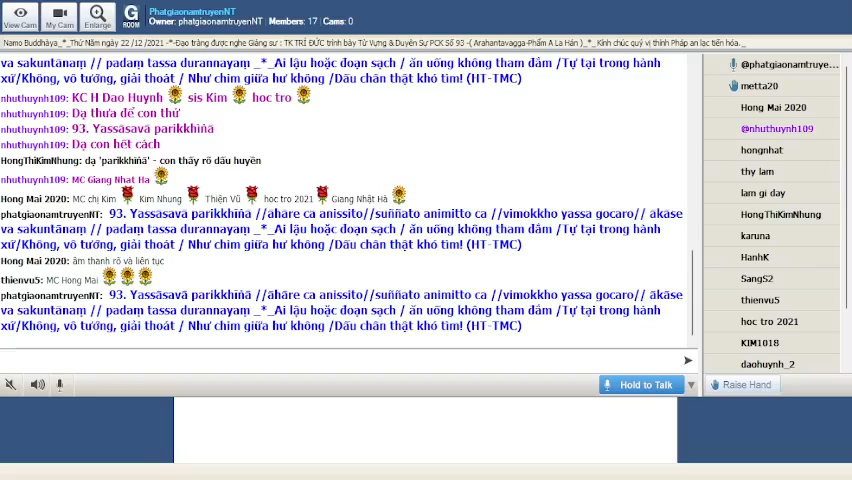 PhatgiaonamtruyenNT
Owner: phatgiaonamtruyenNT | Members: 17 | Cams: 0
View Cam
My Cam
Enlarge
G
ROOM
Namo Buddhāya_*_Thứ Năm ngày 22 /12 /2021 -*-Đạo tràng được nghe Giảng sư : TK TRÍ ĐỨC trình bày Từ Vựng & Duyên Sự PCK Số 93 -( Arahantavagga-Phẩm A La Hán )_*_ Kính chúc quý vị thính Pháp an lạc tiến hóa._
va sakuntānaṃ // padaṃ tassa durannayaṃ _*_Ai lậu hoặc đoạn sạch / ăn uống không tham đắm /Tự tại trong hành
xứ/Không, vô tướng, giải thoát / Như chim giữa hư không /Dấu chân thật khó tìm! (HT-TMC)
nhuthuynh109: KC H Dao Huynh sis Kim hoc tro
nhuthuynh109: Dạ thưa để con thử
nhuthuynh109: 93. Yassāsavā parikkhīṇā
nhuthuynh109: Dạ con hết cách
HongThiKimNhung: dạ 'parikkhīṇā' - con thấy rõ dấu huyền
nhuthuynh109: MC Giang Nhat Ha
Hong Mai 2020: MC chị Kim Kim Nhung Thiện Vũ hoc tro 2021 Giang Nhật Hà
phatgiaonamtruyenNT: 93. Yassāsavā parikkhīṇā //āhāre ca anissito//suññato animitto ca //vimokkho yassa gocaro// ākāse
va sakuntānaṃ // padaṃ tassa durannayaṃ _*_Ai lậu hoặc đoạn sạch / ăn uống không tham đắm /Tự tại trong hành
xứ/Không, vô tướng, giải thoát / Như chim giữa hư không /Dấu chân thật khó tìm! (HT-TMC)
Hong Mai 2020: âm thanh rõ và liên tục
thienvu5: MC Hong Mai
phatgiaonamtruyenNT: 93. Yassāsavā parikkhīṇā //āhāre ca anissito//suññato animitto ca //vimokkho yassa gocaro// ākāse
va sakuntānaṃ // padaṃ tassa durannayaṃ _*_Ai lậu hoặc đoạn sạch / ăn uống không tham đắm /Tự tại trong hành
xứ/Không, vô tướng, giải thoát / Như chim giữa hư không /Dấu chân thật khó tìm! (HT-TMC)
Hold to Talk
@phatgiaonamtruye...
metta20
Hong Mai 2020
@nhuthuynh109
hongnhat
thy lam
lam gi day
HongThiKimNhung
karuna
HanhK
SangS2
thienvu5
hoc tro 2021
KIM1018
daohuynh_2
Raise Hand